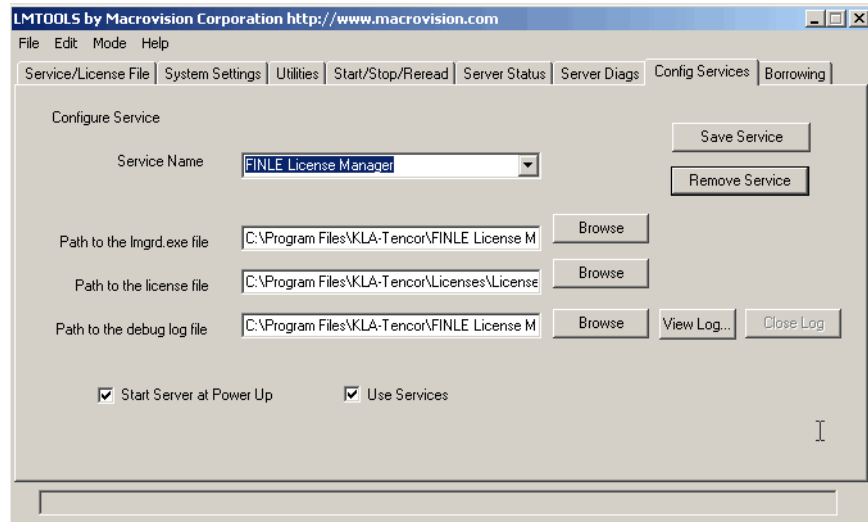 LMTOOLS by Macrovision Corporation http://www.macrovision.com
File Edit Mode Help
Service/License File System Settings Utilities Start/Stop/Reread Server Status Server Diags Config Services Borrowing
Configure Service
Save Service
Service Name FINLE License Manager
Remove Service
Path to the lmgrd.exe file C:\Program Files\KLA-Tencor\FINLE License M Browse
Path to the license file C:\Program Files\KLA-Tencor\Licenses\License Browse
Path to the debug log file C:\Program Files\KLA-Tencor\FINLE License M Browse View Log... Close Log
Start Server at Power Up Use Services